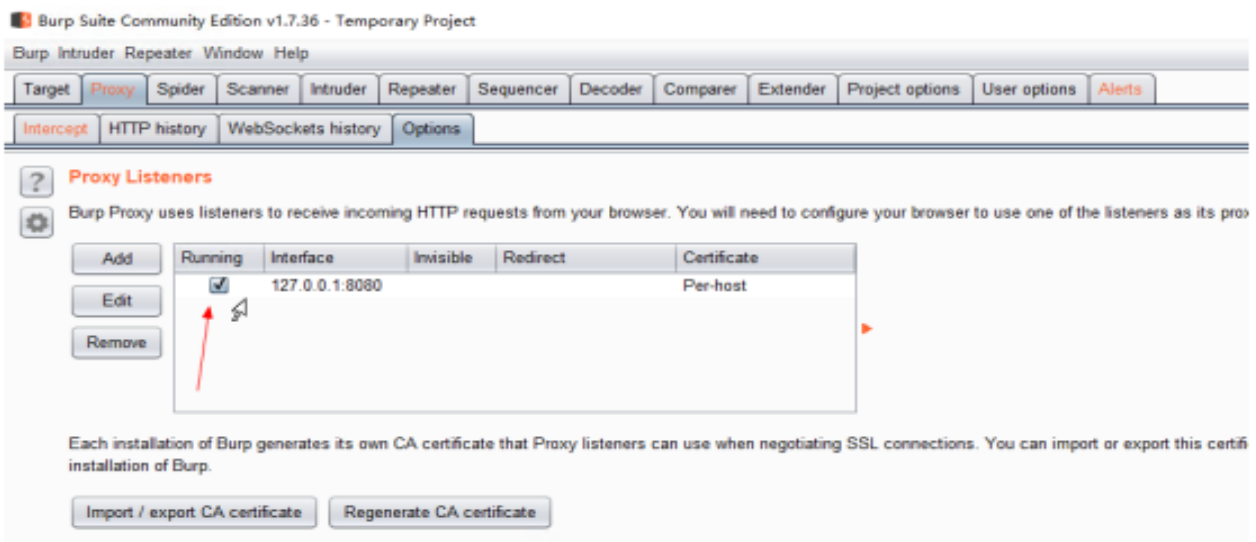 Burp Suite Community Edition v1.7.36 - Temporary Project
Burp Intruder Repeater Window Help
Target Proxy Spider Scanner Intruder Repeater Sequencer Decoder Comparer Extender Project options User options Alerts
Intercept HTTP history WebSockets history Options
? Proxy Listeners
Burp Proxy uses listeners to receive incoming HTTP requests from your browser. You will need to configure your browser to use one of the listeners as its prox
Add Running Interface Invisible Redirect Certificate
127.0.0.1:8080 Per-host
Edit
Remove
Each installation of Burp generates its own CA certificate that Proxy listeners can use when negotiating SSL connections. You can import or export this certifi
installation of Burp.
Import / export CA certificate Regenerate CA certificate